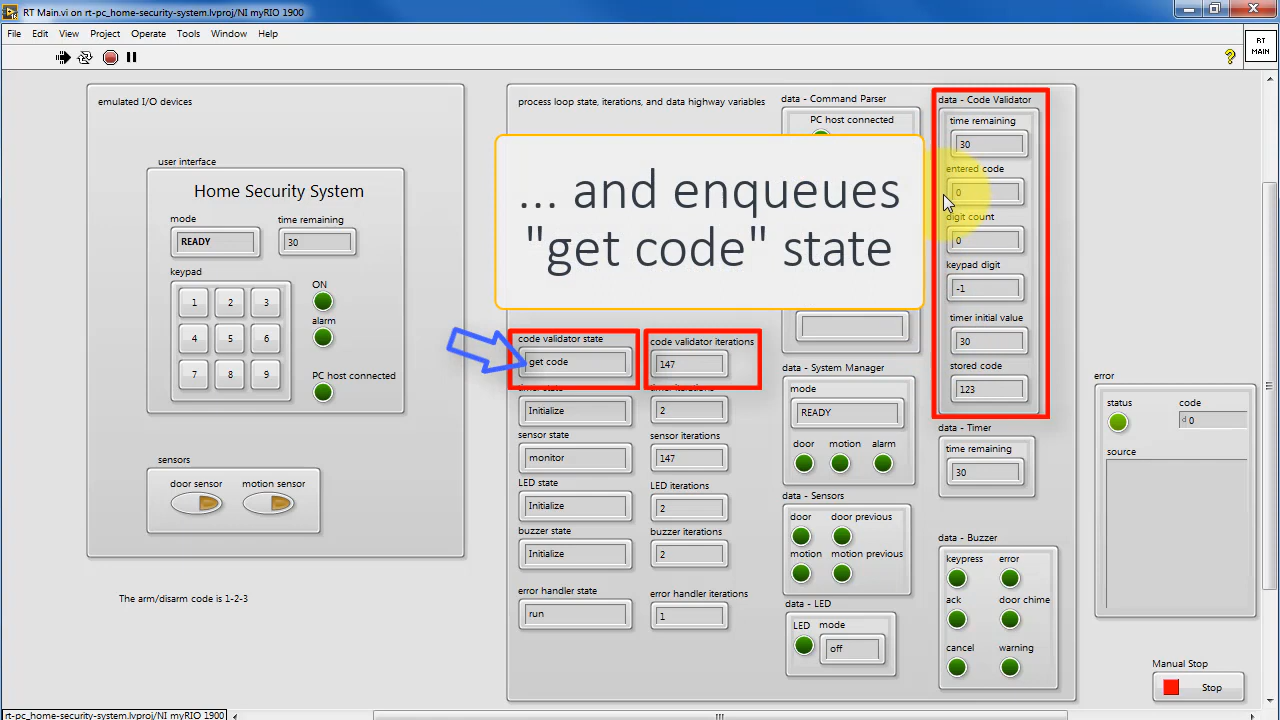 RT Main.vi on rt-pc_home-security-system.lvproj/NI myRIO 1900
File Edit View Project Operate Tools Window Help
RT
MAIN
emulated I/O devices
user interface
Home Security System
mode
READY
time remaining
30
keypad
1 2 3
4 5 6
7 8 9
ON
alarm
PC host connected
sensors
door sensor motion sensor
The arm/disarm code is 1-2-3
process loop state, iterations, and data highway variables
... and enqueues
"get code" state
code validator state
get code
code validator iterations
147
Initialize
2
sensor state
monitor
sensor iterations
147
LED state
Initialize
LED iterations
2
buzzer state
Initialize
buzzer iterations
2
error handler state
run
error handler iterations
1
data - Command Parser
PC host connected
data - System Manager
mode
READY
door motion alarm
data - Sensors
door door previous
motion motion previous
data - LED
LED mode
off
data - Code Validator
time remaining
30
entered code
0
digit count
0
keypad digit
-1
timer initial value
30
stored code
123
data - Timer
time remaining
30
data - Buzzer
keypress error
ack door chime
cancel warning
error
status code
d 0
source
Manual Stop
Stop
rt-pc_home-security-system.lvproj/NI myRIO 1900